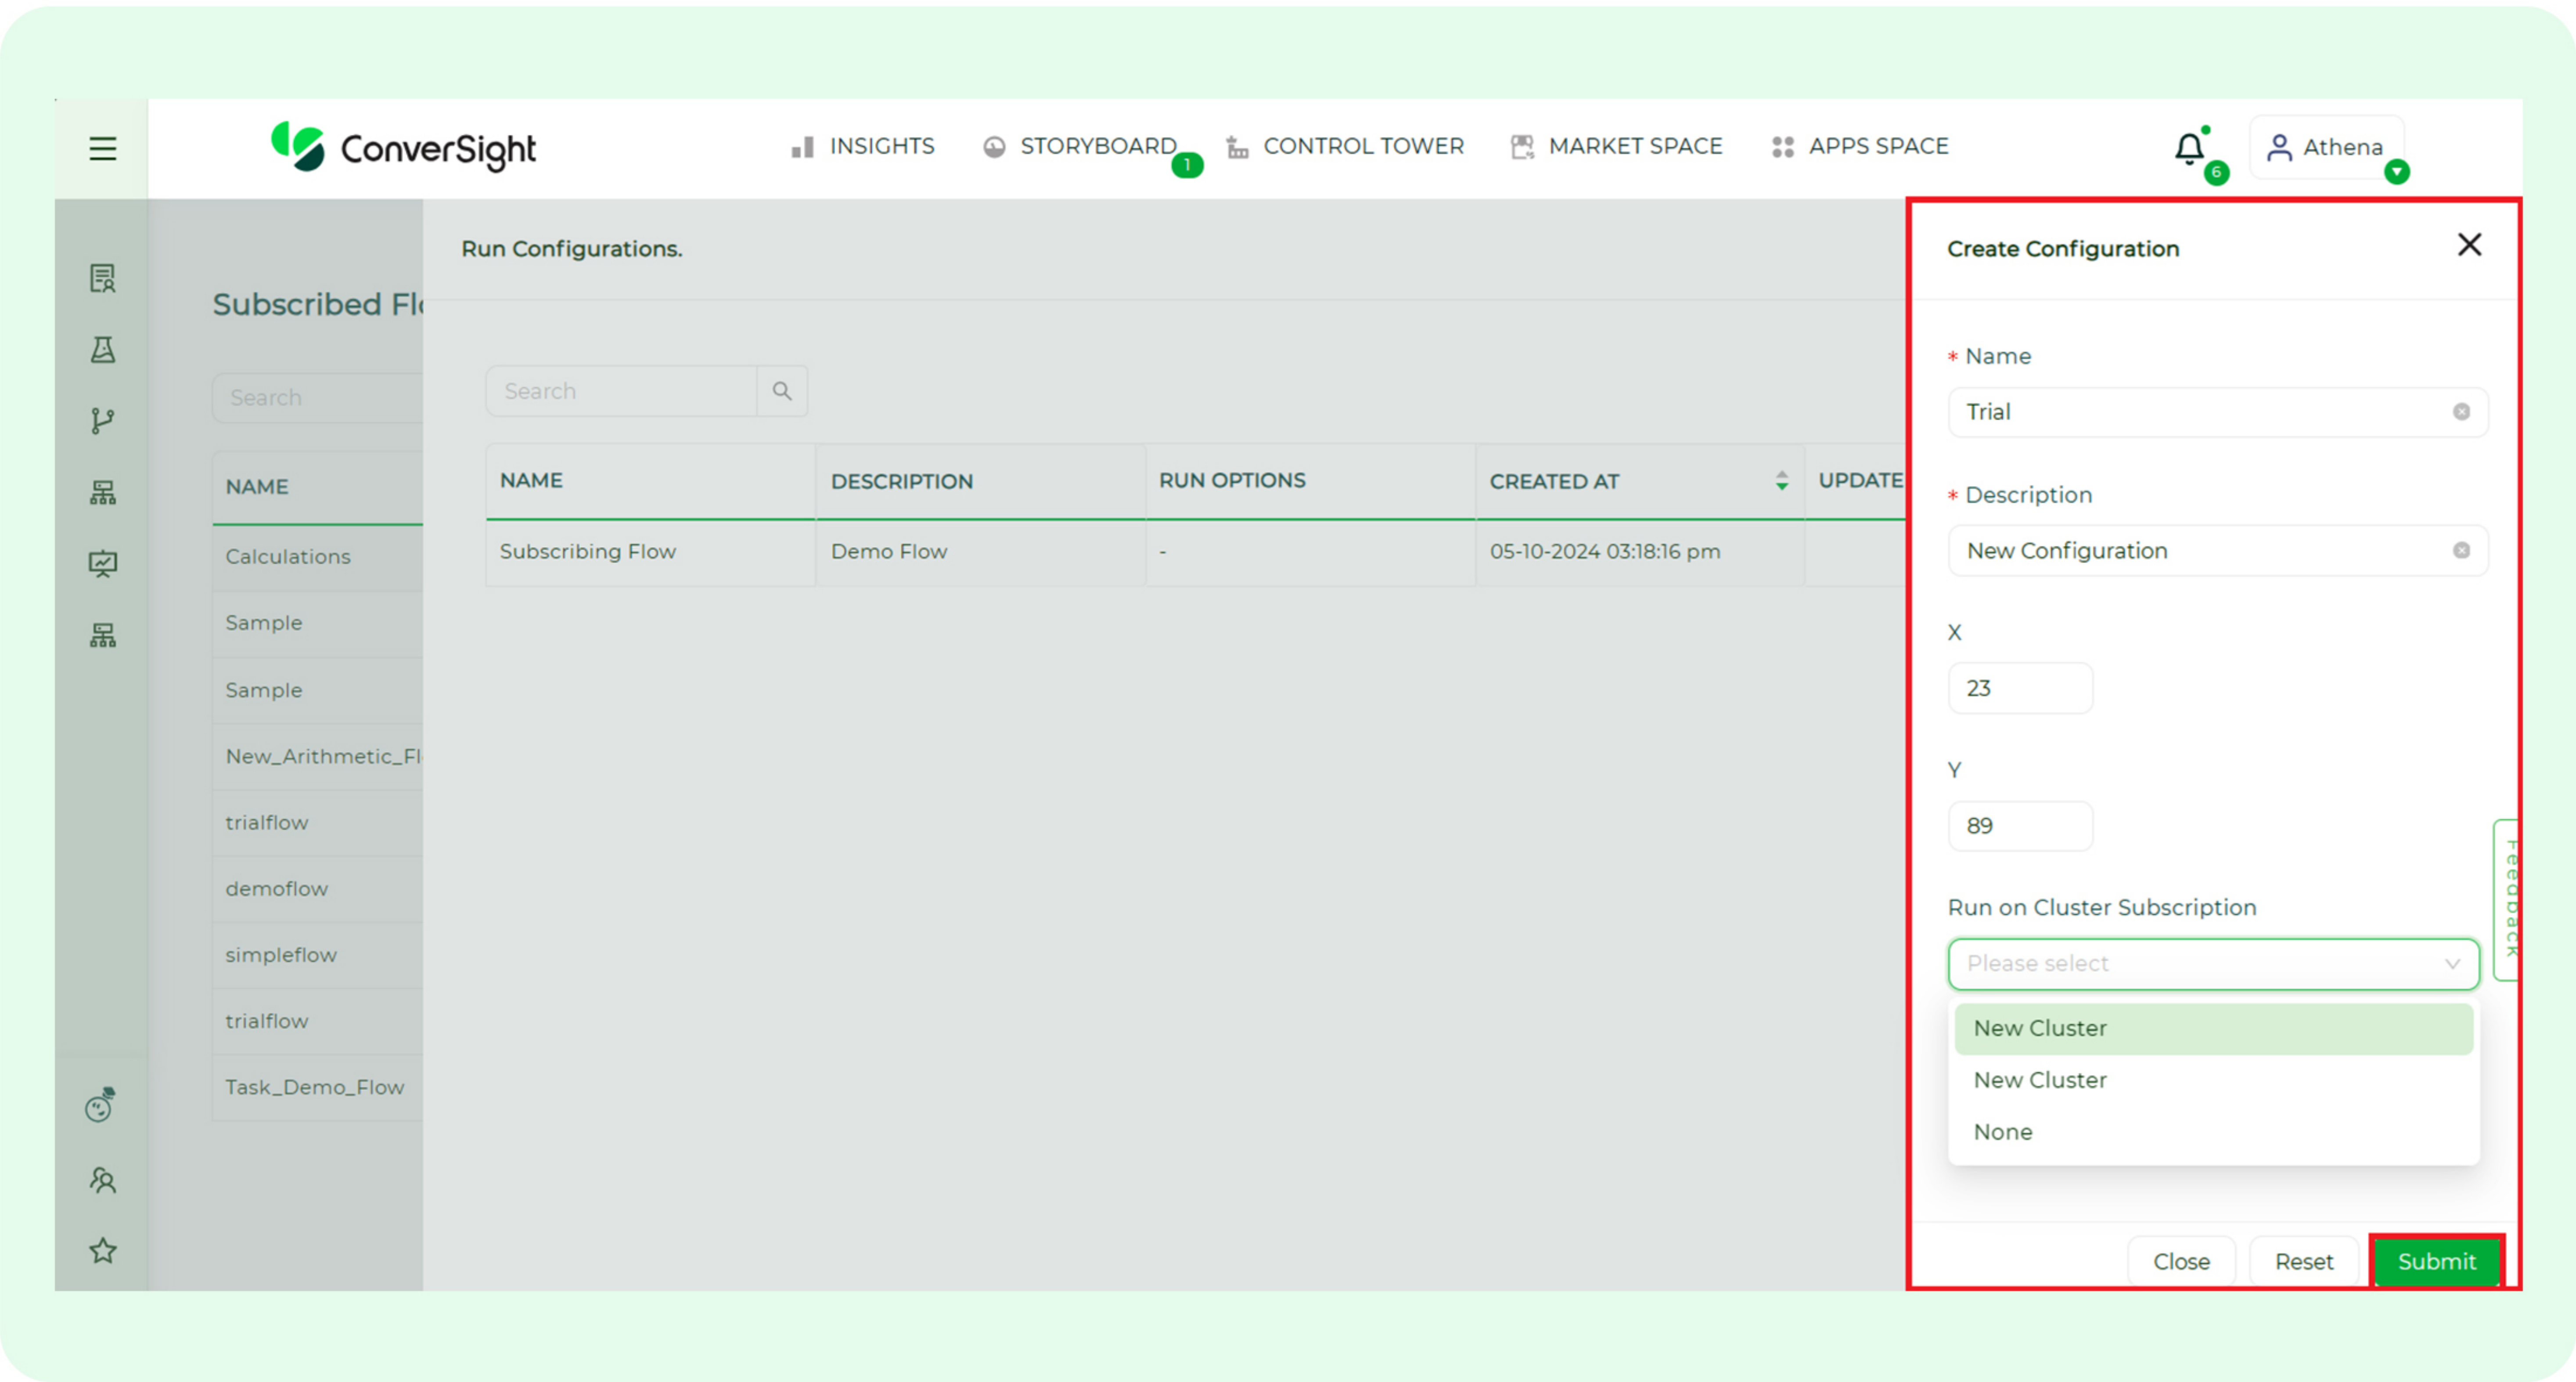 ConverSight
INSIGHTS
STORYBOARD
1
CONTROL TOWER
MARKET SPACE
APPS SPACE
6
Athena
Subscribed Fl
Search
NAME
Calculations
Sample
Sample
New_Arithmetic_Fl
trialflow
demoflow
simpleflow
trialflow
Task_Demo_Flow
Run Configurations.
Search
NAME DESCRIPTION RUN OPTIONS CREATED AT UPDATE
Subscribing Flow Demo Flow - 05-10-2024 03:18:16 pm
Create Configuration
* Name
Trial
* Description
New Configuration
X
23
Y
89
Run on Cluster Subscription
Please select
New Cluster
New Cluster
None
Feedback
Close Reset Submit